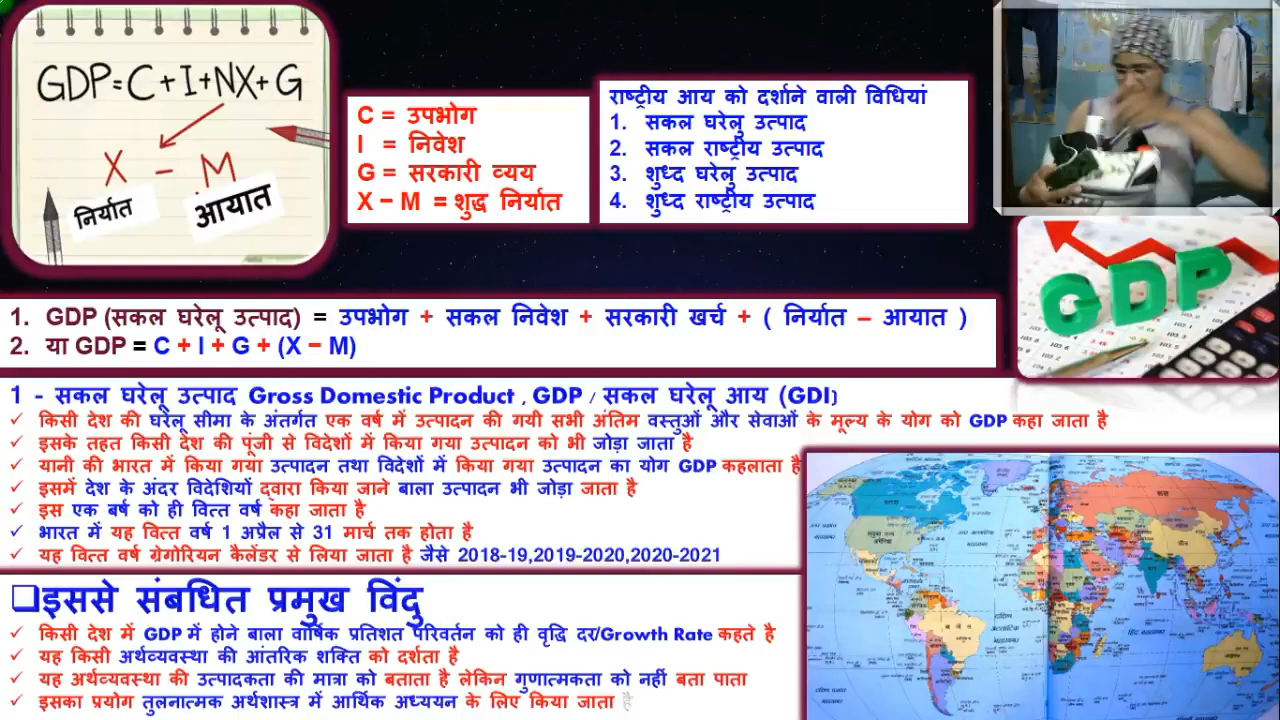 GDP=C+I+NX+G
X - M
निर्यात
आयात
C = उपभोग
I = निवेश
G = सरकारी व्यय
X – M = शुद्ध निर्यात
राष्ट्रीय आय को दर्शाने वाली विधियां
1. सकल घरेलु उत्पाद
2. सकल राष्ट्रीय उत्पाद
3. शुध्द घरेलु उत्पाद
4. शुध्द राष्ट्रीय उत्पाद
GDP
1. GDP (सकल घरेलू उत्पाद) = उपभोग + सकल निवेश + सरकारी खर्च + ( निर्यात – आयात )
2. या GDP = C + I + G + (X – M)
1 - सकल घरेलू उत्पाद Gross Domestic Product , GDP / सकल घरेलू आय (GDI)
✓ किसी देश की घरेलू सीमा के अंतर्गत एक वर्ष में उत्पादन की गयी सभी अंतिम वस्तुओं और सेवाओं के मूल्य के योग को GDP कहा जाता है
✓ इसके तहत किसी देश की पूंजी से विदेशों में किया गया उत्पादन को भी जोड़ा जाता है
✓ यानी की भारत में किया गया उत्पादन तथा विदेशों में किया गया उत्पादन का योग GDP कहलाता है
✓ इसमें देश के अंदर विदेशियों द्वारा किया जाने बाला उत्पादन भी जोड़ा जाता है
✓ इस एक बर्ष को ही वित्त वर्ष कहा जाता है
✓ भारत में यह वित्त वर्ष 1 अप्रैल से 31 मार्च तक होता है
✓ यह वित्त वर्ष ग्रेगोरियन कैलेंडर से लिया जाता है जैसे 2018-19,2019-2020,2020-2021
❑इससे संबधित प्रमुख विंदु
✓ किसी देश में GDP में होने बाला वार्षिक प्रतिशत परिवर्तन को ही वृद्धि दर/Growth Rate कहते है
✓ यह किसी अर्थव्यवस्था की आंतरिक शक्ति को दर्शता है
✓ यह अर्थव्यवस्था की उत्पादकता की मात्रा को बताता है लेकिन गुणात्मकता को नहीं बता पाता
✓ इसका प्रयोग तुलनात्मक अर्थशास्त्र में आर्थिक अध्ययन के लिए किया जाता है